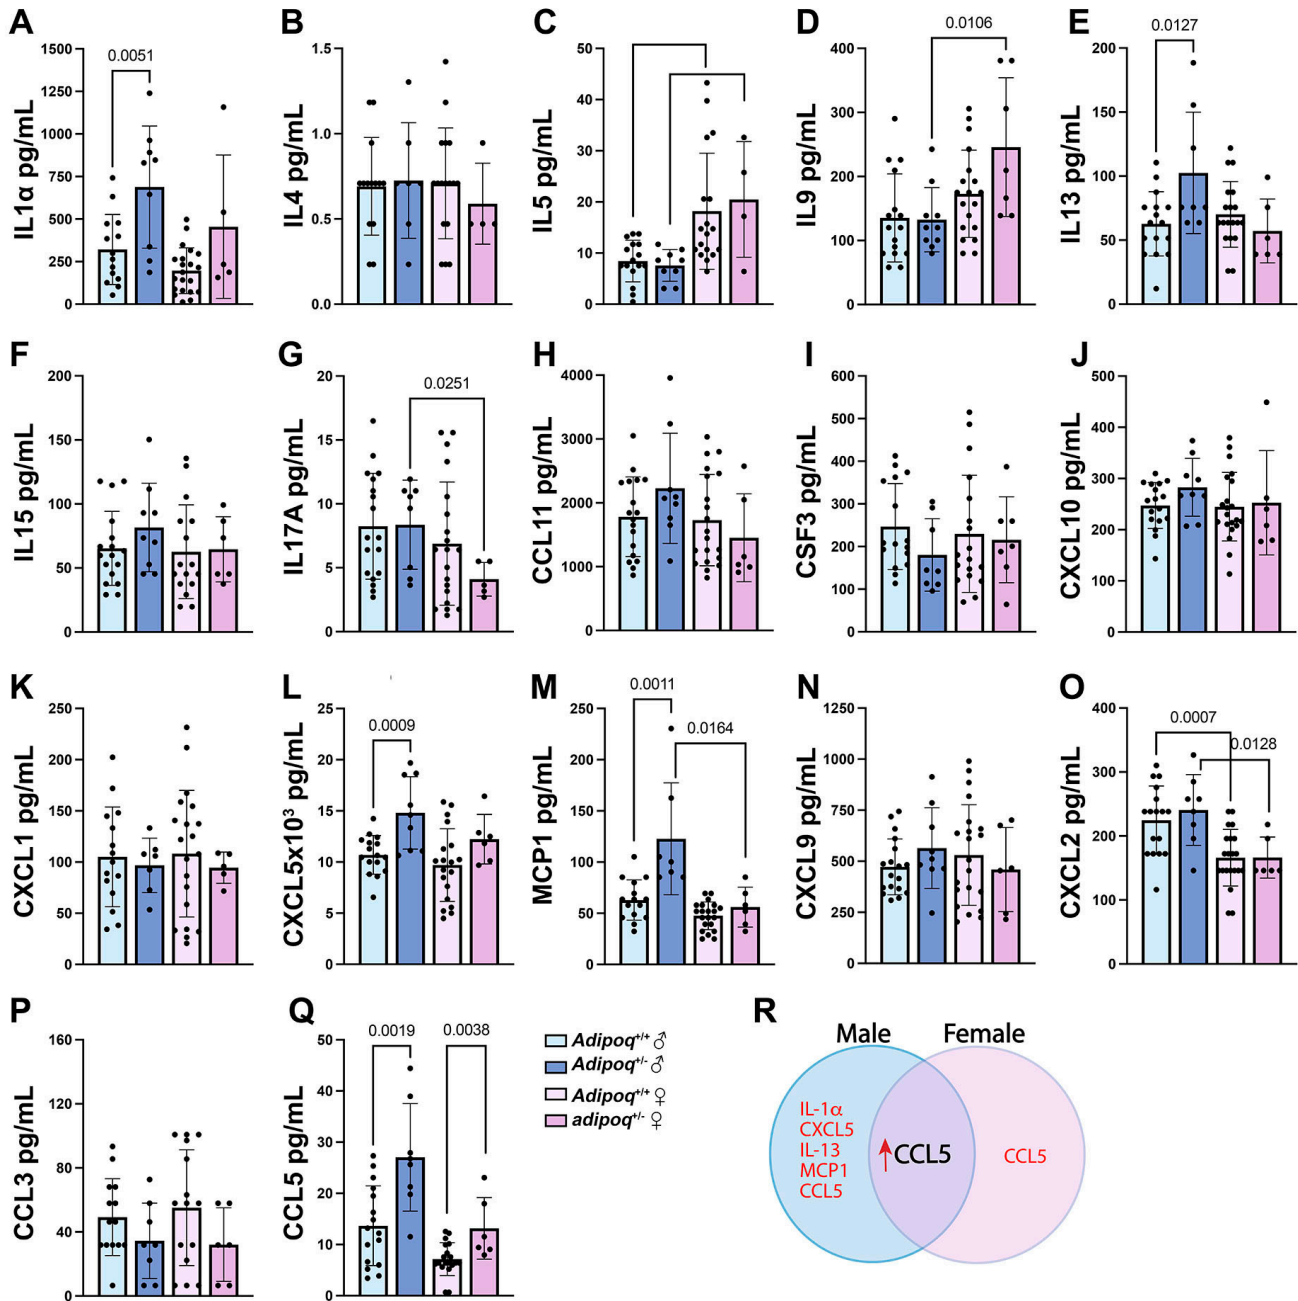 A
IL1α pg/mL
1500
1250
1000
750
500
250
0
0.0051
B
IL4 pg/mL
1.5
1.0
0.5
0.0
C
IL5 pg/mL
50
40
30
20
10
0
D
IL9 pg/mL
400
300
200
100
0
0.0106
E
IL13 pg/mL
200
150
100
50
0
0.0127
F
IL15 pg/mL
200
150
100
50
0
G
IL17A pg/mL
20
15
10
5
0
0.0251
H
CCL11 pg/mL
4000
3000
2000
1000
0
I
CSF3 pg/mL
600
500
400
300
200
100
0
J
CXCL10 pg/mL
500
400
300
200
100
0
K
CXCL1 pg/mL
250
200
150
100
50
0
L
CXCL5x10³ pg/mL
25
20
15
10
5
0
0.0009
M
MCP1 pg/mL
250
200
150
100
50
0
0.0011
0.0164
N
CXCL9 pg/mL
1250
1000
750
500
250
0
O
CXCL2 pg/mL
400
300
200
100
0
0.0007
0.0128
P
CCL3 pg/mL
160
120
80
40
0
Q
CCL5 pg/mL
50
40
30
20
10
0
0.0019
0.0038
Adipoq+/+ ♂
Adipoq+/- ♂
Adipoq+/+ ♀
adipoq+/- ♀
R
Male
Female
IL-1α
CXCL5
IL-13
MCP1
CCL5
↑CCL5
CCL5